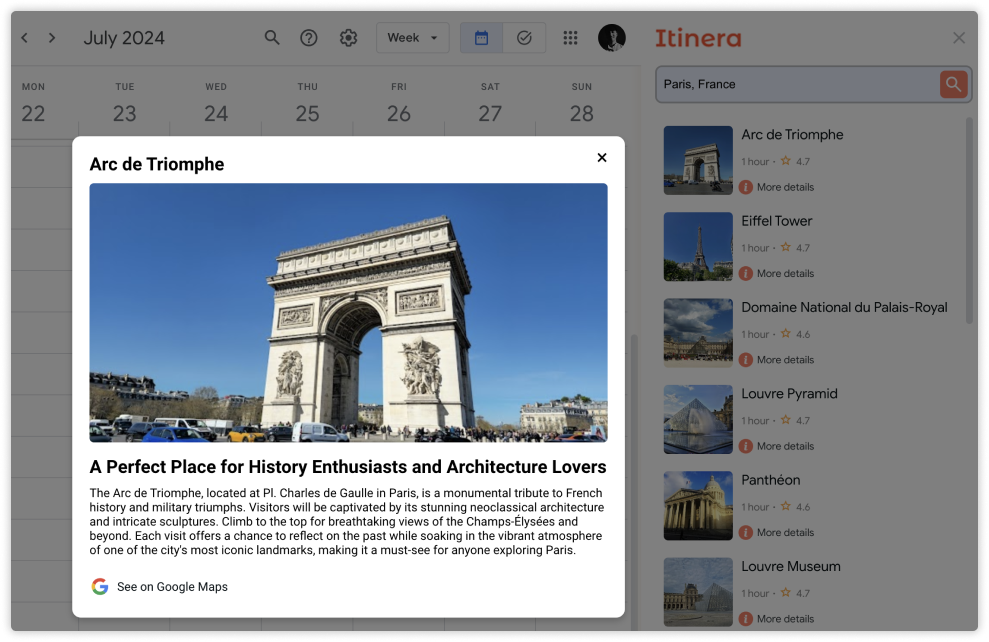 July 2024
Week
Itinera
Paris, France
MON
TUE
WED
THU
FRI
SAT
SUN
22
23
24
25
26
27
28
Arc de Triomphe
A Perfect Place for History Enthusiasts and Architecture Lovers
The Arc de Triomphe, located at Pl. Charles de Gaulle in Paris, is a monumental tribute to French
history and military triumphs. Visitors will be captivated by its stunning neoclassical architecture
and intricate sculptures. Climb to the top for breathtaking views of the Champs-Élysées and
beyond. Each visit offers a chance to reflect on the past while soaking in the vibrant atmosphere
of one of the city's most iconic landmarks, making it a must-see for anyone exploring Paris.
See on Google Maps
Arc de Triomphe
1 hour · 4.7
More details
Eiffel Tower
1 hour · 4.7
More details
Domaine National du Palais-Royal
1 hour · 4.6
More details
Louvre Pyramid
1 hour · 4.7
More details
Panthéon
1 hour · 4.6
More details
Louvre Museum
1 hour · 4.7
More details